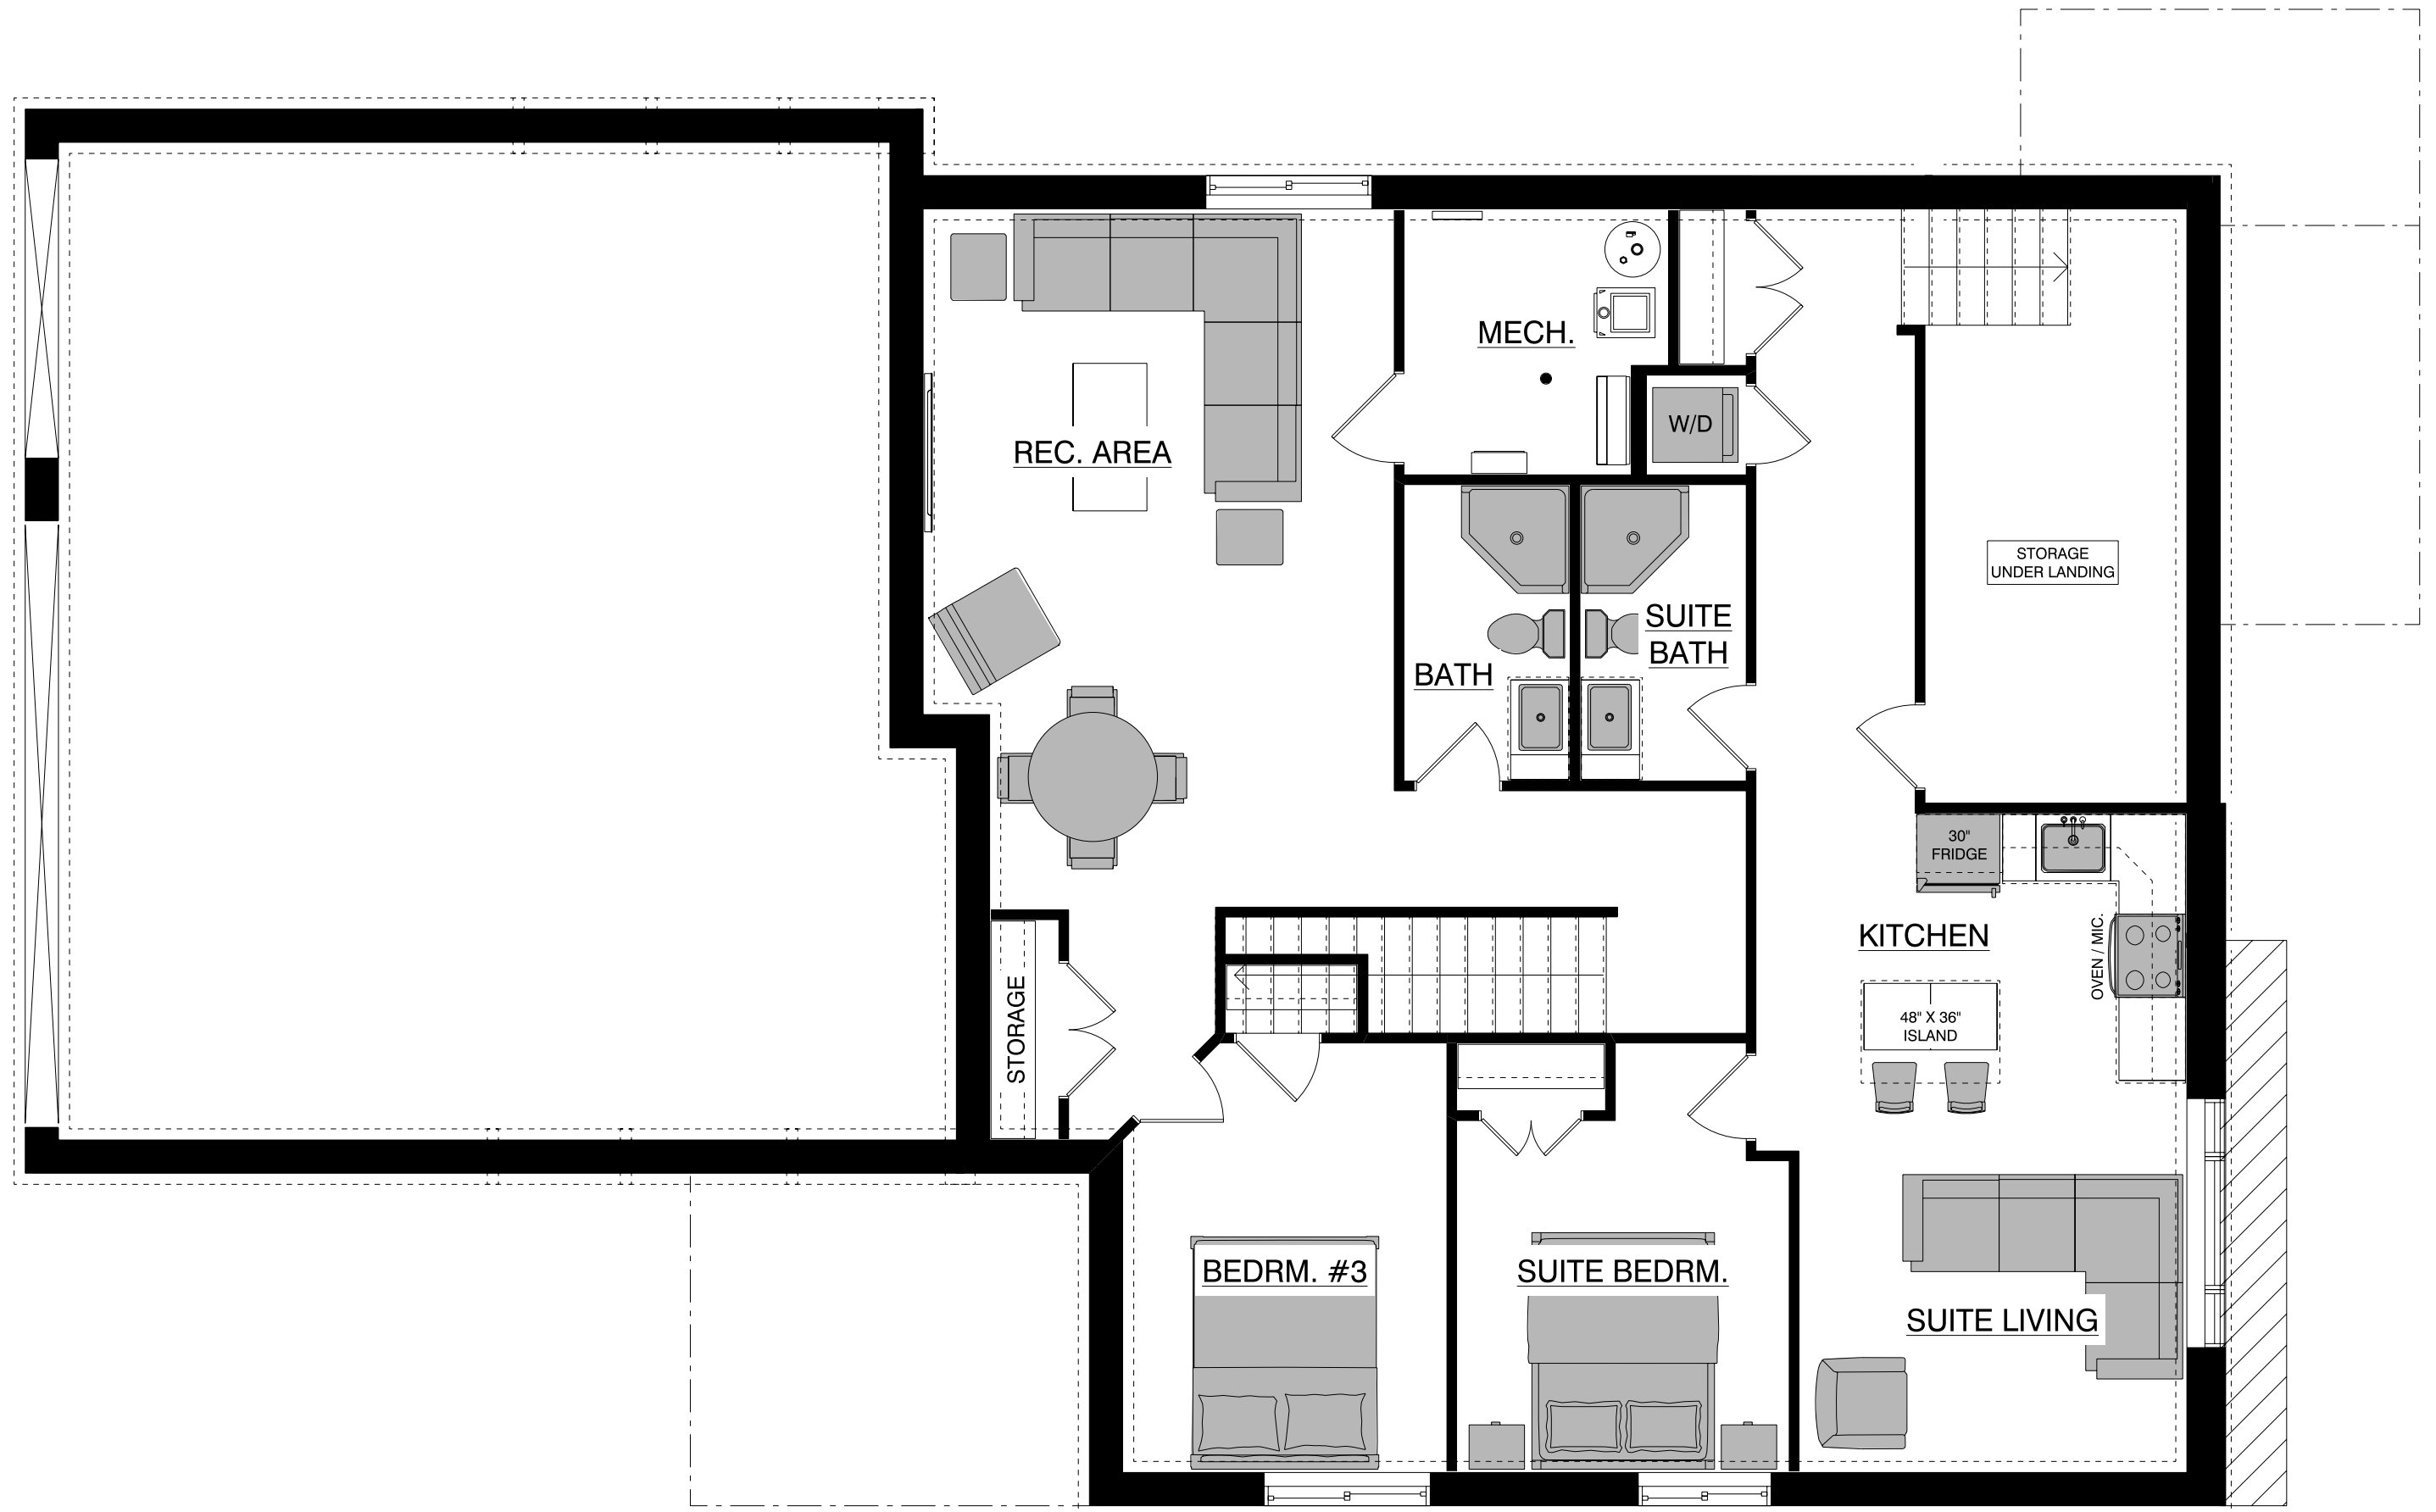 MECH.
W/D
REC. AREA
STORAGE
UNDER LANDING
SUITE
BATH
BATH
30"
FRIDGE
KITCHEN
OVEN / MIC.
48" X 36"
ISLAND
STORAGE
BEDRM. #3
SUITE BEDRM.
SUITE LIVING